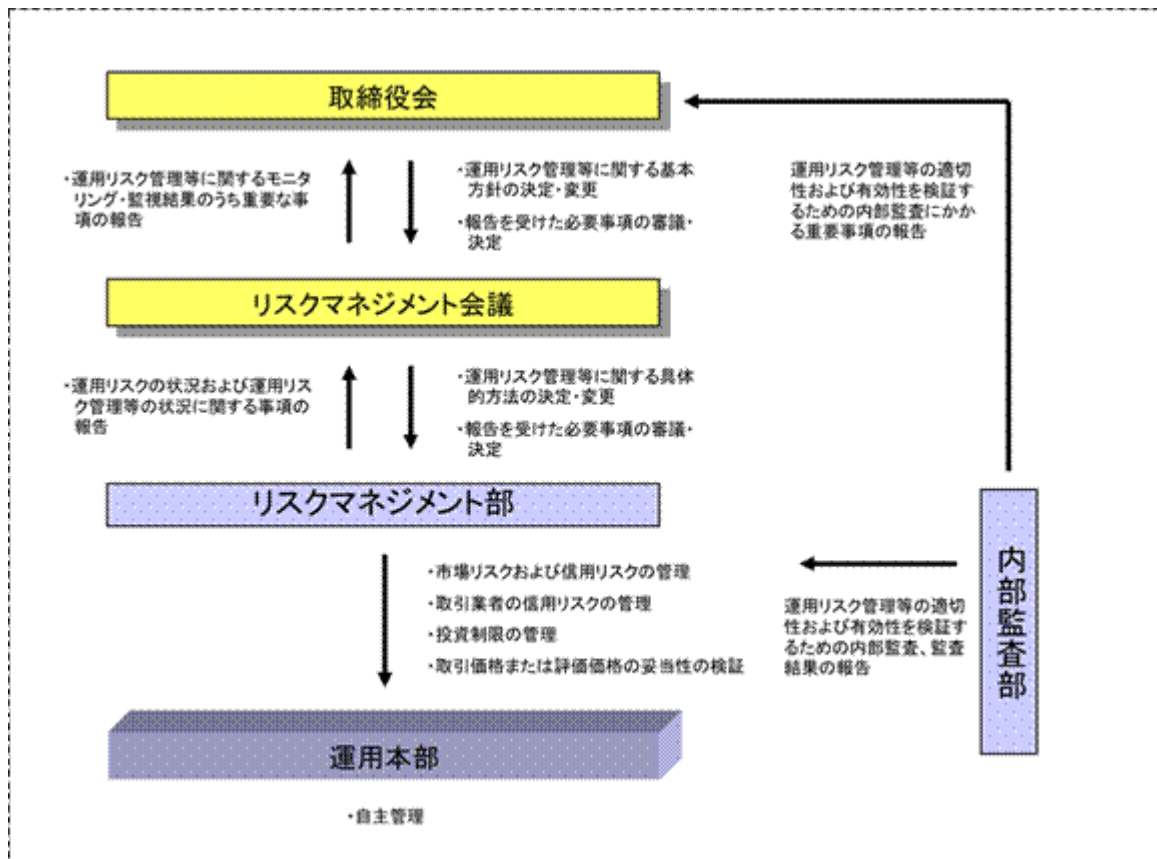 取締役会
・運用リスク管理等に関するモニタ
リング・監視結果のうち重要な事
項の報告
・運用リスク管理等に関する基本
方針の決定・変更
・報告を受けた必要事項の審議・
決定
運用リスク管理等の適切
性および有効性を検証す
るための内部監査にかか
る重要事項の報告
リスクマネジメント会議
・運用リスクの状況および運用リス
ク管理等の状況に関する事項の
報告
・運用リスク管理等に関する具体
的方法の決定・変更
・報告を受けた必要事項の審議・
決定
リスクマネジメント部
・市場リスクおよび信用リスクの管理
・取引業者の信用リスクの管理
・投資制限の管理
・取引価格または評価価格の妥当性の検証
運用リスク管理等の適切
性および有効性を検証す
るための内部監査、監査
結果の報告
内部監査部
運用本部
・自主管理